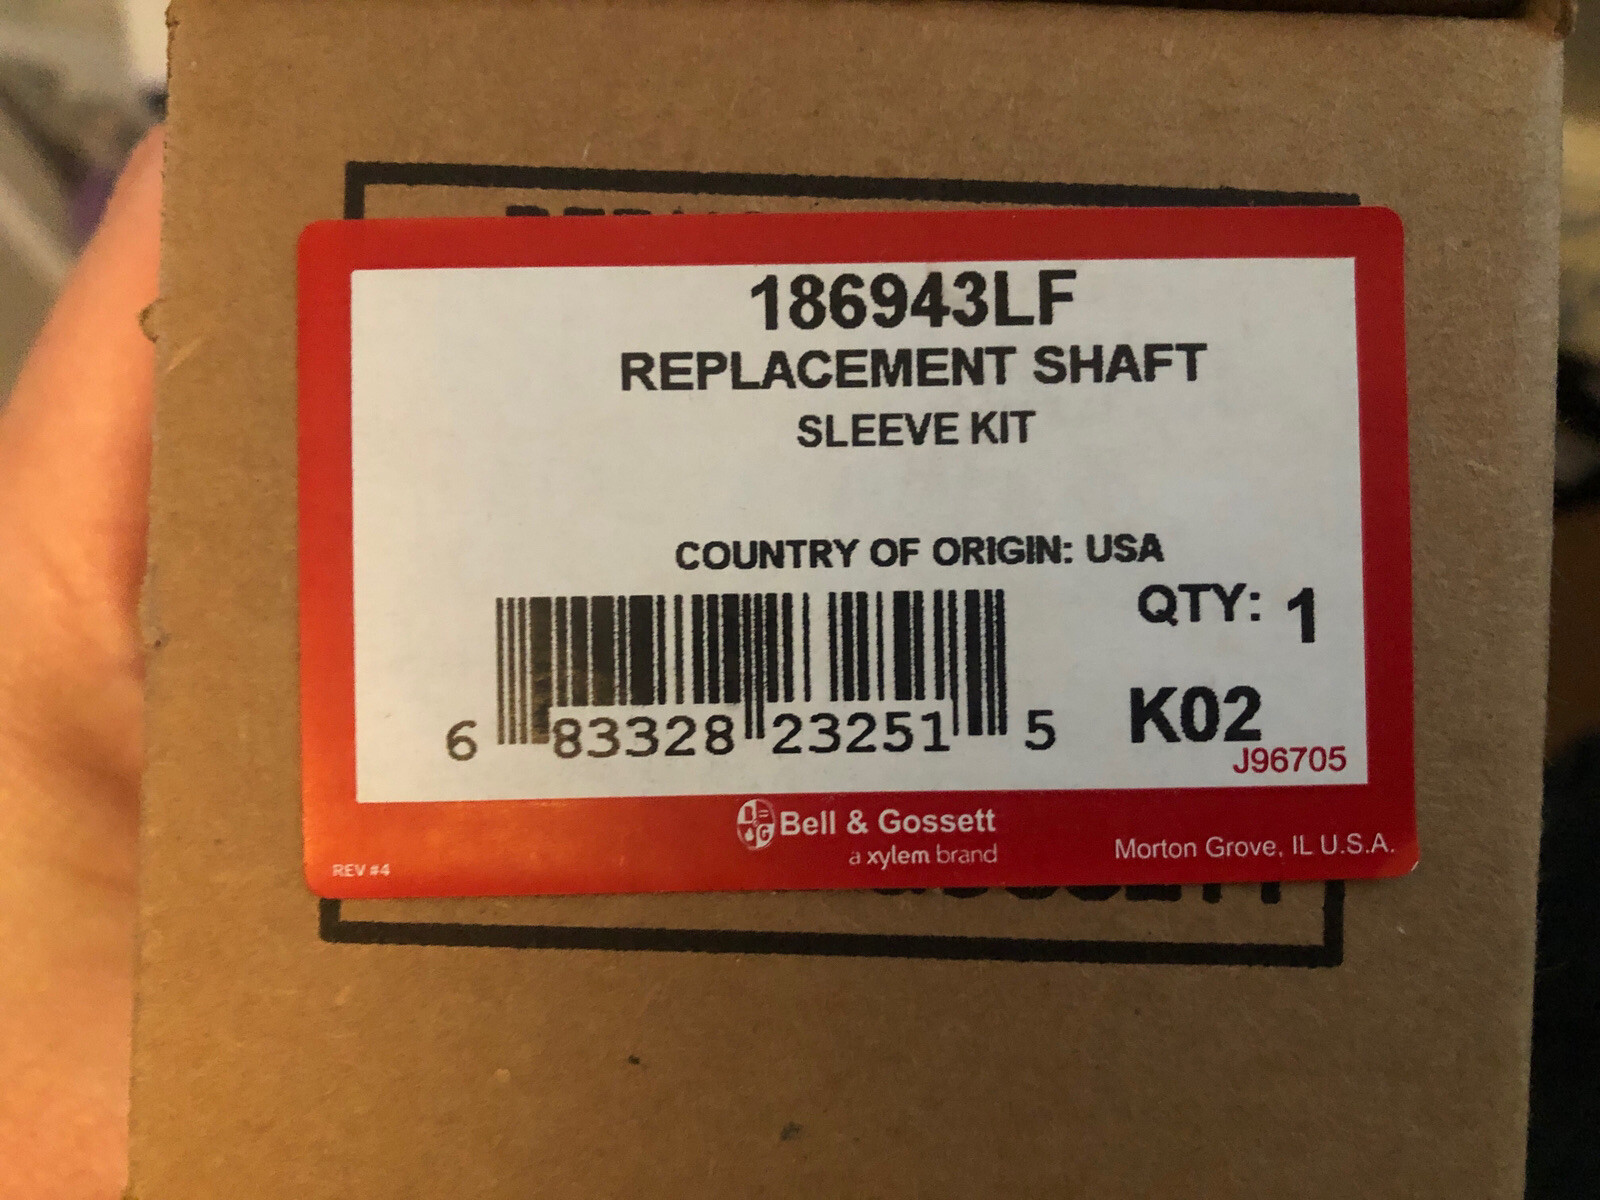 186943LF
REPLACEMENT SHAFT
SLEEVE KIT
COUNTRY OF ORIGIN: USA
QTY: 1
6 83328 23251 5
K02
J96705
B G
Bell & Gossett
a xylem brand
Morton Grove, IL U.S.A.
REV #4